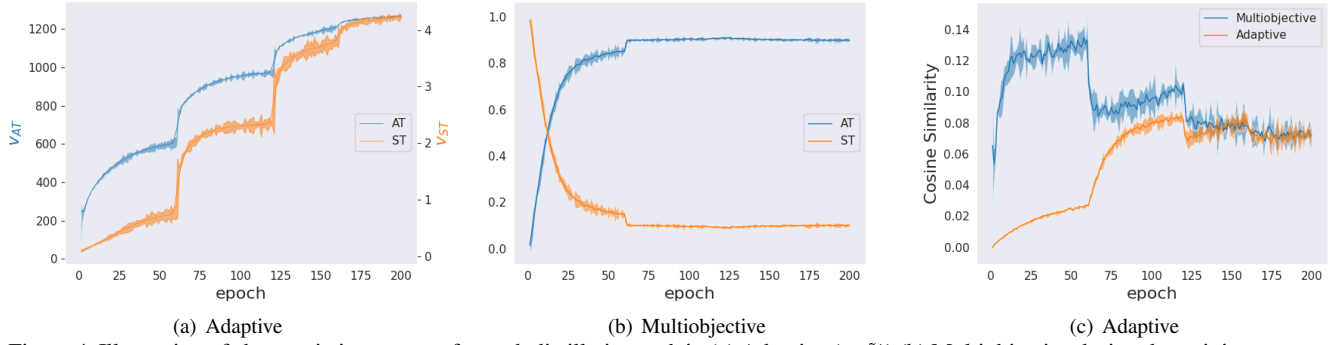 1200
1000
800
600
400
200
0
v_AT
4
3
2
1
0
v_ST
AT
ST
0 25 50 75 100 125 150 175 200
epoch
(a) Adaptive
1.0
0.8
0.6
0.4
0.2
0.0
AT
ST
0 25 50 75 100 125 150 175 200
epoch
(b) Multiobjective
0.14
0.12
0.10
0.08
0.06
0.04
0.02
0.00
Cosine Similarity
Multiobjective
Adaptive
0 25 50 75 100 125 150 175 200
epoch
(c) Adaptive